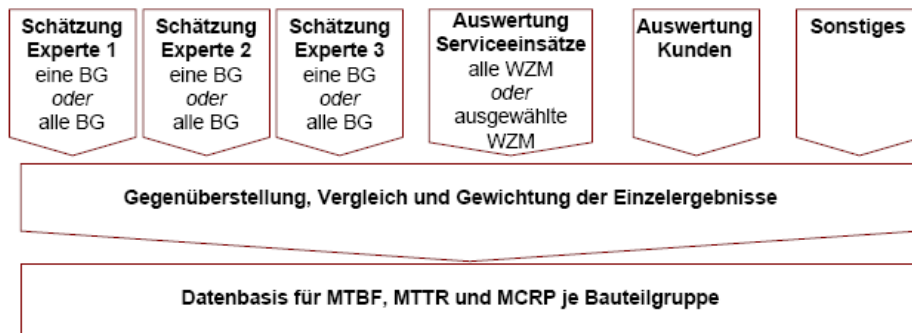 Schätzung
Experte 1
eine BG
oder
alle BG
Schätzung
Experte 2
eine BG
oder
alle BG
Schätzung
Experte 3
eine BG
oder
alle BG
Auswertung
Serviceeinsätze
alle WZM
oder
ausgewählte
WZM
Auswertung
Kunden
Sonstiges
Gegenüberstellung, Vergleich und Gewichtung der Einzelergebnisse
Datenbasis für MTBF, MTTR und MCRP je Bauteilgruppe